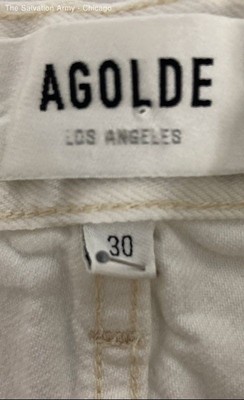 The Salvation Army - Chicago
AGOLDE
LOS ANGELES
30